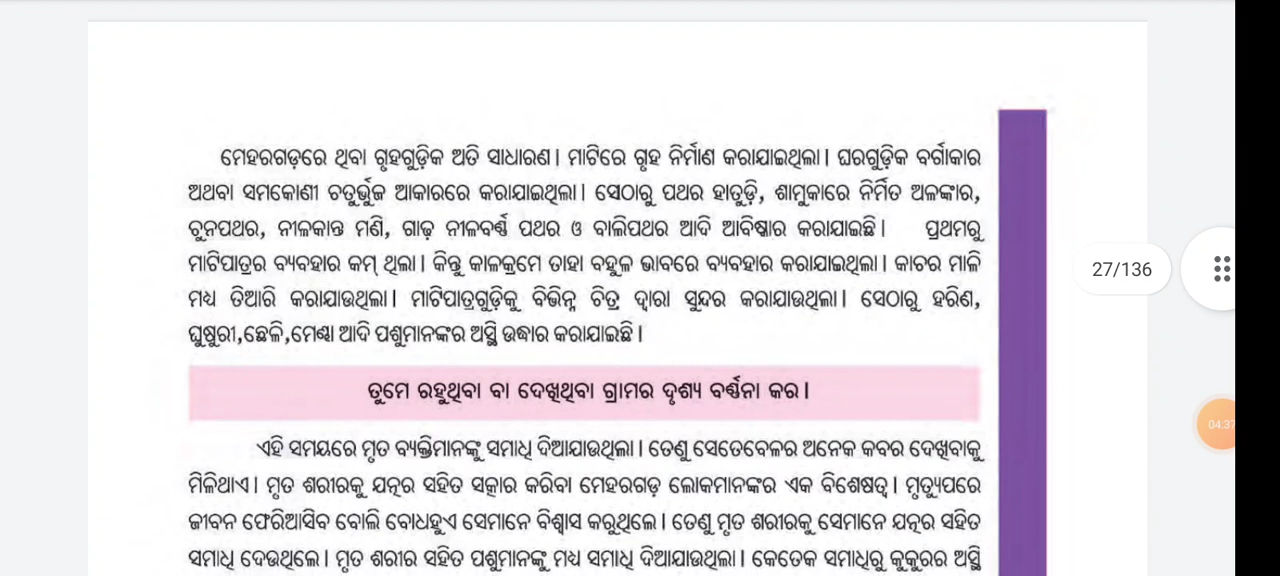 ମେହରଗଡ଼ରେ ଥିବା ଗୃହଗୁଡ଼ିକ ଅତି ସାଧାରଣ। ମାଟିରେ ଗୃହ ନିର୍ମାଣ କରାଯାଇଥିଲା। ଘରଗୁଡ଼ିକ ବର୍ଗାକାର
ଅଥବା ସମକୋଣୀ ଚତୁର୍ଭୁଜ ଆକାରରେ କରାଯାଇଥିଲା। ସେଠାରୁ ପଥର ହାତୁଡ଼ି, ଶାମୁକାରେ ନିର୍ମିତ ଅଳଙ୍କାର,
ଚୁନପଥର, ନୀଳକାନ୍ତ ମଣି, ଗାଢ଼ ନୀଳବର୍ଣ୍ଣ ପଥର ଓ ବାଲିପଥର ଆଦି ଆବିଷ୍କାର କରାଯାଇଛି। ପ୍ରଥମରୁ
ମାଟିପାତ୍ରର ବ୍ୟବହାର କମ୍ ଥିଲା। କିନ୍ତୁ କାଳକ୍ରମେ ତାହା ବହୁଳ ଭାବରେ ବ୍ୟବହାର କରାଯାଇଥିଲା। କାଚର ମାଳି
ମଧ୍ୟ ତିଆରି କରାଯାଉଥିଲା। ମାଟିପାତ୍ରଗୁଡ଼ିକୁ ବିଭିନ୍ନ ଚିତ୍ର ଦ୍ୱାରା ସୁନ୍ଦର କରାଯାଉଥିଲା। ସେଠାରୁ ହରିଣ,
ଘୁଷୁରୀ,ଛେଳି,ମେଣ୍ଢା ଆଦି ପଶୁମାନଙ୍କର ଅସ୍ଥି ଉଦ୍ଧାର କରାଯାଇଛି।
ତୁମେ ରହୁଥିବା ବା ଦେଖିଥିବା ଗ୍ରାମର ଦୃଶ୍ୟ ବର୍ଣ୍ଣନା କର।
ଏହି ସମୟରେ ମୃତ ବ୍ୟକ୍ତିମାନଙ୍କୁ ସମାଧି ଦିଆଯାଉଥିଲା। ତେଣୁ ସେତେବେଳର ଅନେକ କବର ଦେଖିବାକୁ
ମିଳିଥାଏ। ମୃତ ଶରୀରକୁ ଯତ୍ନର ସହିତ ସତ୍କାର କରିବା ମେହରଗଡ଼ ଲୋକମାନଙ୍କର ଏକ ବିଶେଷତ୍ୱ। ମୃତ୍ୟୁପରେ
ଜୀବନ ଫେରିଆସିବ ବୋଲି ବୋଧହୁଏ ସେମାନେ ବିଶ୍ୱାସ କରୁଥିଲେ। ତେଣୁ ମୃତ ଶରୀରକୁ ସେମାନେ ଯତ୍ନର ସହିତ
ସମାଧି ଦେଉଥିଲେ। ମୃତ ଶରୀର ସହିତ ପଶୁମାନଙ୍କୁ ମଧ୍ୟ ସମାଧି ଦିଆଯାଉଥିଲା। କେତେକ ସମାଧିରୁ କୁକୁରର ଅସ୍ଥି
27/136
04:37